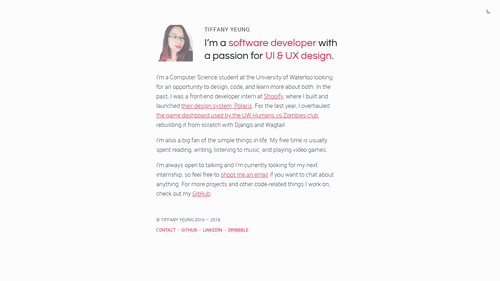 TIFFANY YEUNG
I'm a software developer with
a passion for UI & UX design.
I'm a Computer Science student at the University of Waterloo looking
for an opportunity to design, code, and learn more about both. In the
past, I was a front-end developer intern at Shopify, where I built and
launched their design system, Polaris. For the last year, I overhauled
the game dashboard used by the UW Humans vs Zombies club,
rebuilding it from scratch with Django and Wagtail.
I'm also a big fan of the simple things in life. My free time is usually
spent reading, writing, listening to music, and playing video games.
I'm always open to talking and I'm currently looking for my next
internship, so feel free to shoot me an email if you want to chat about
anything. For more projects and other code-related things I work on,
check out my GitHub.
© TIFFANY YEUNG 2015 — 2018
CONTACT • GITHUB • LINKEDIN • DRIBBBLE